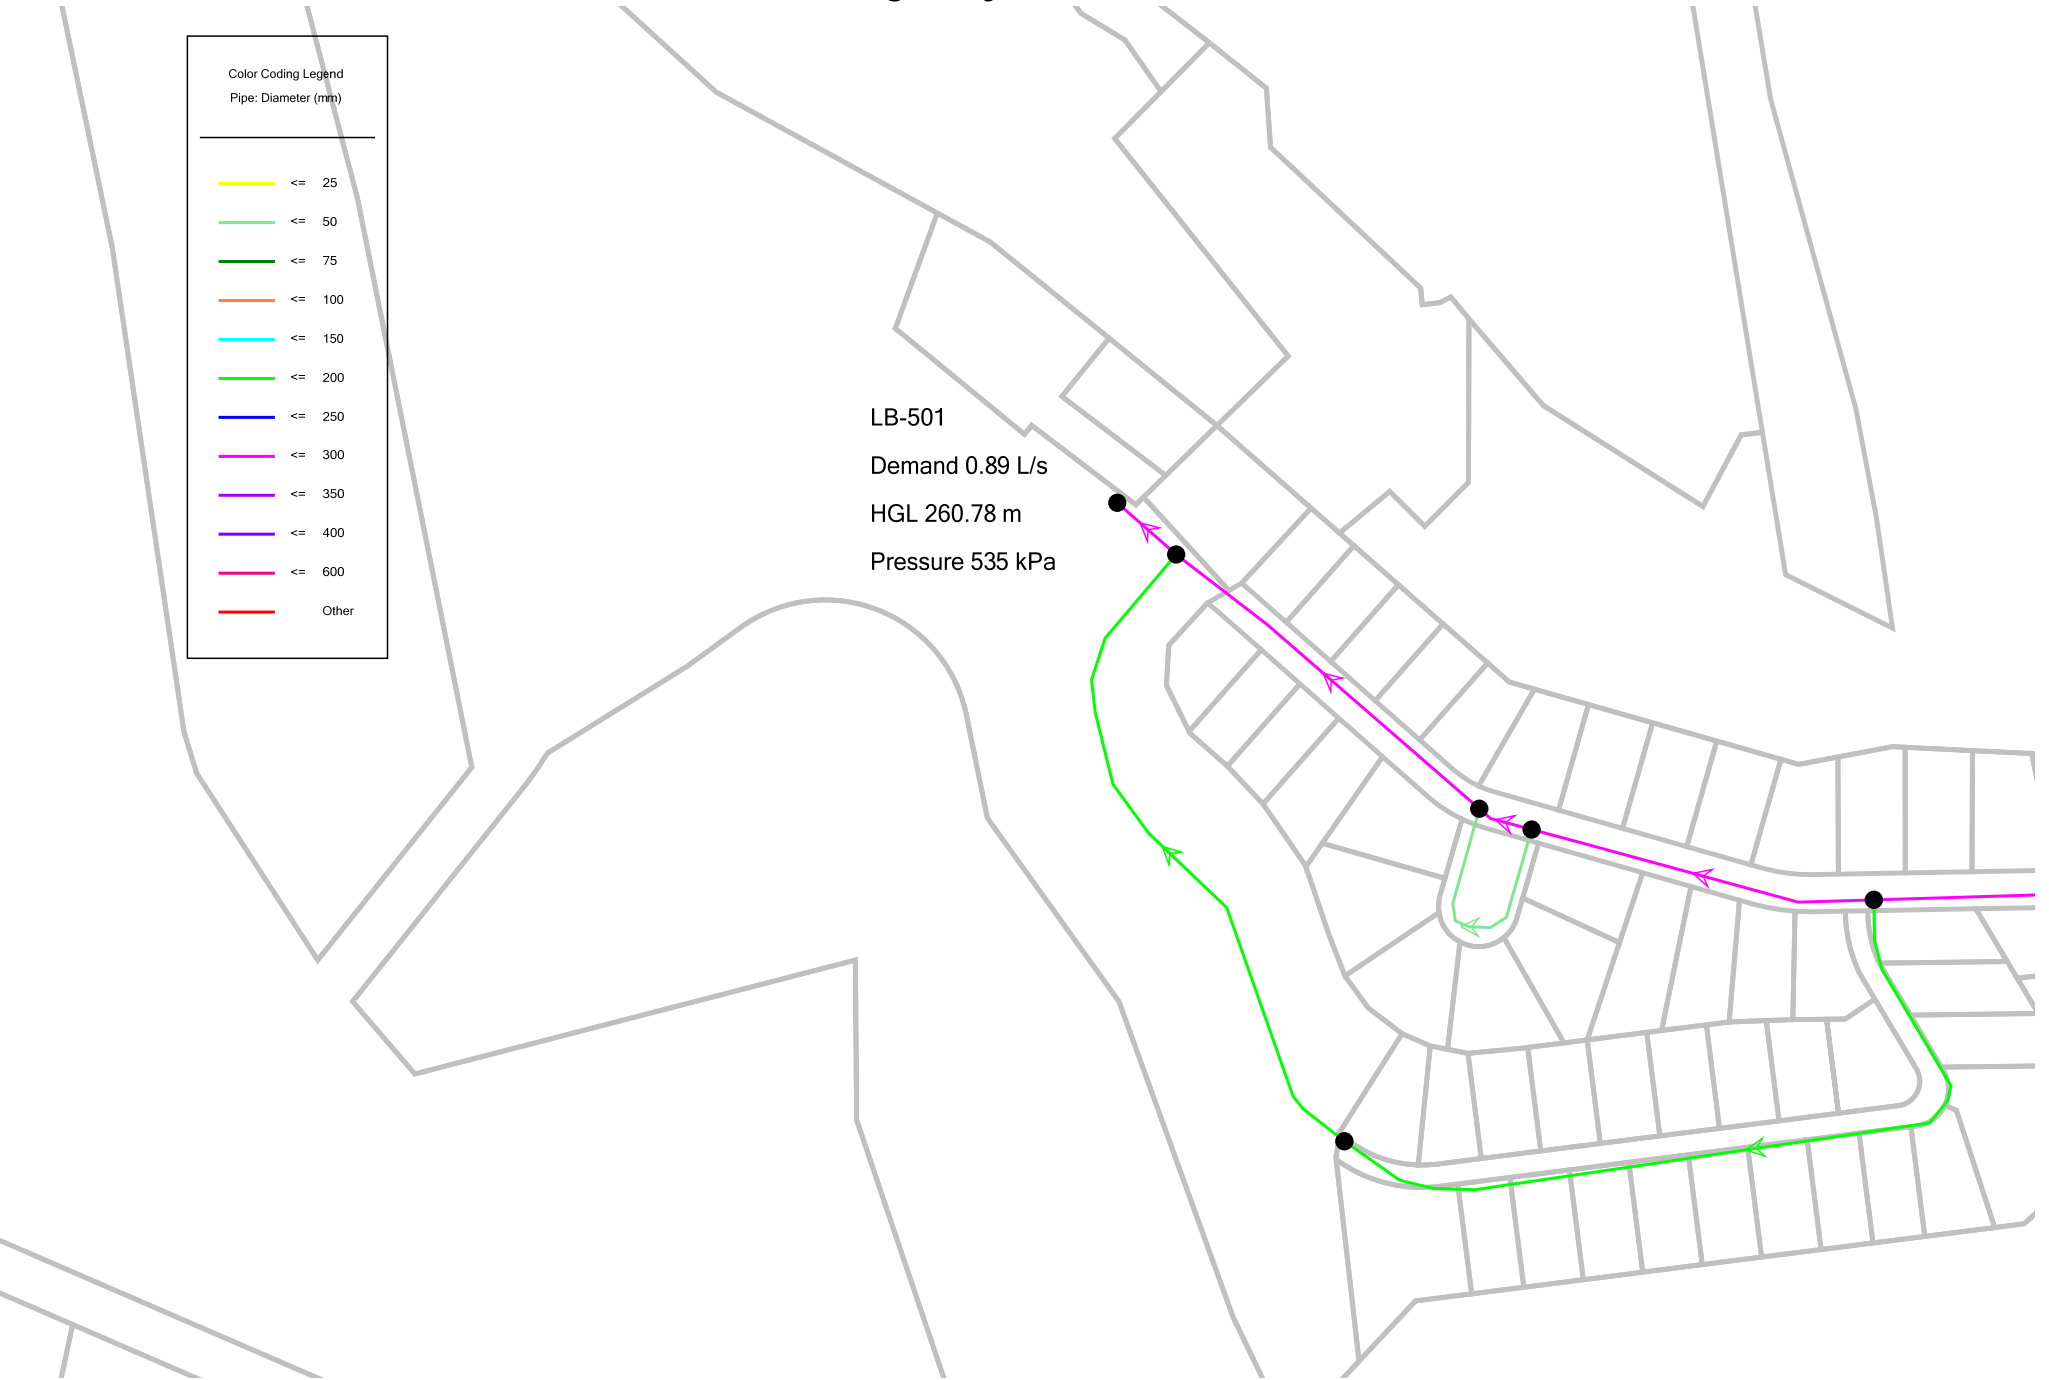 Color Coding Legend
Pipe: Diameter (mm)
<= 25
<= 50
<= 75
<= 100
<= 150
<= 200
<= 250
<= 300
<= 350
<= 400
<= 600
Other
LB-501
Demand 0.89 L/s
HGL 260.78 m
Pressure 535 kPa